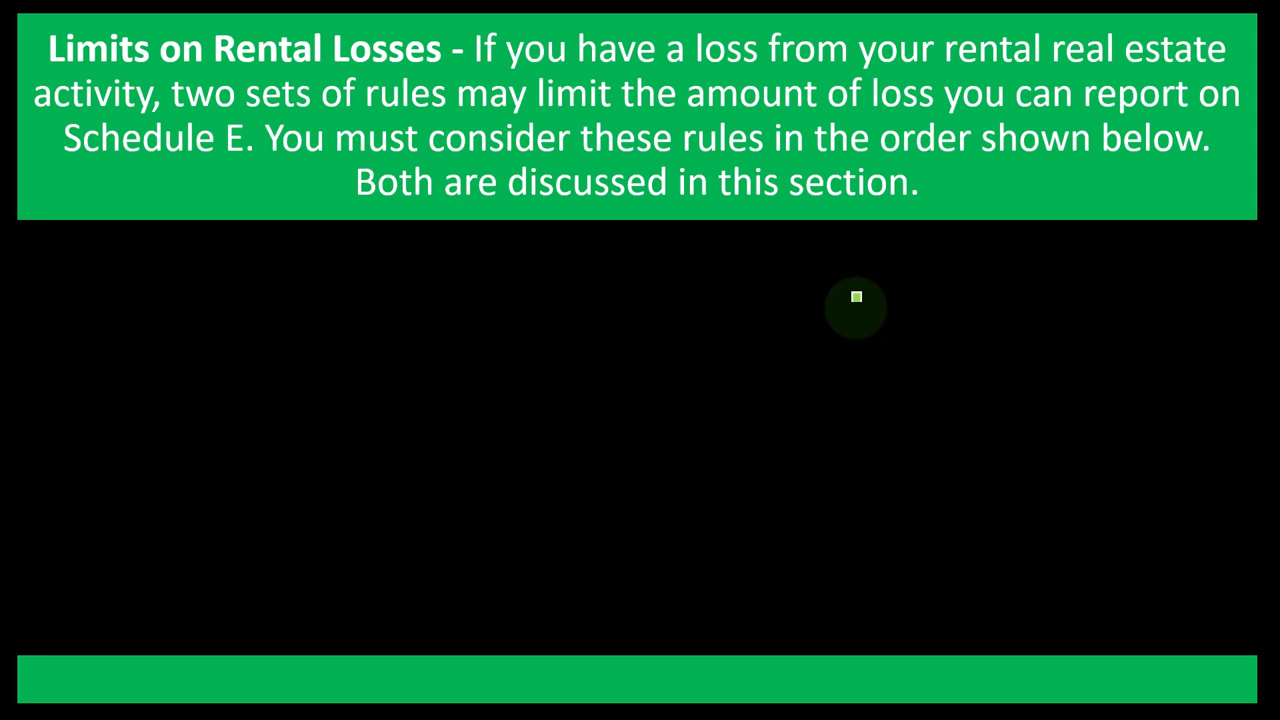 Limits on Rental Losses - If you have a loss from your rental real estate
activity, two sets of rules may limit the amount of loss you can report on
Schedule E. You must consider these rules in the order shown below.
Both are discussed in this section.